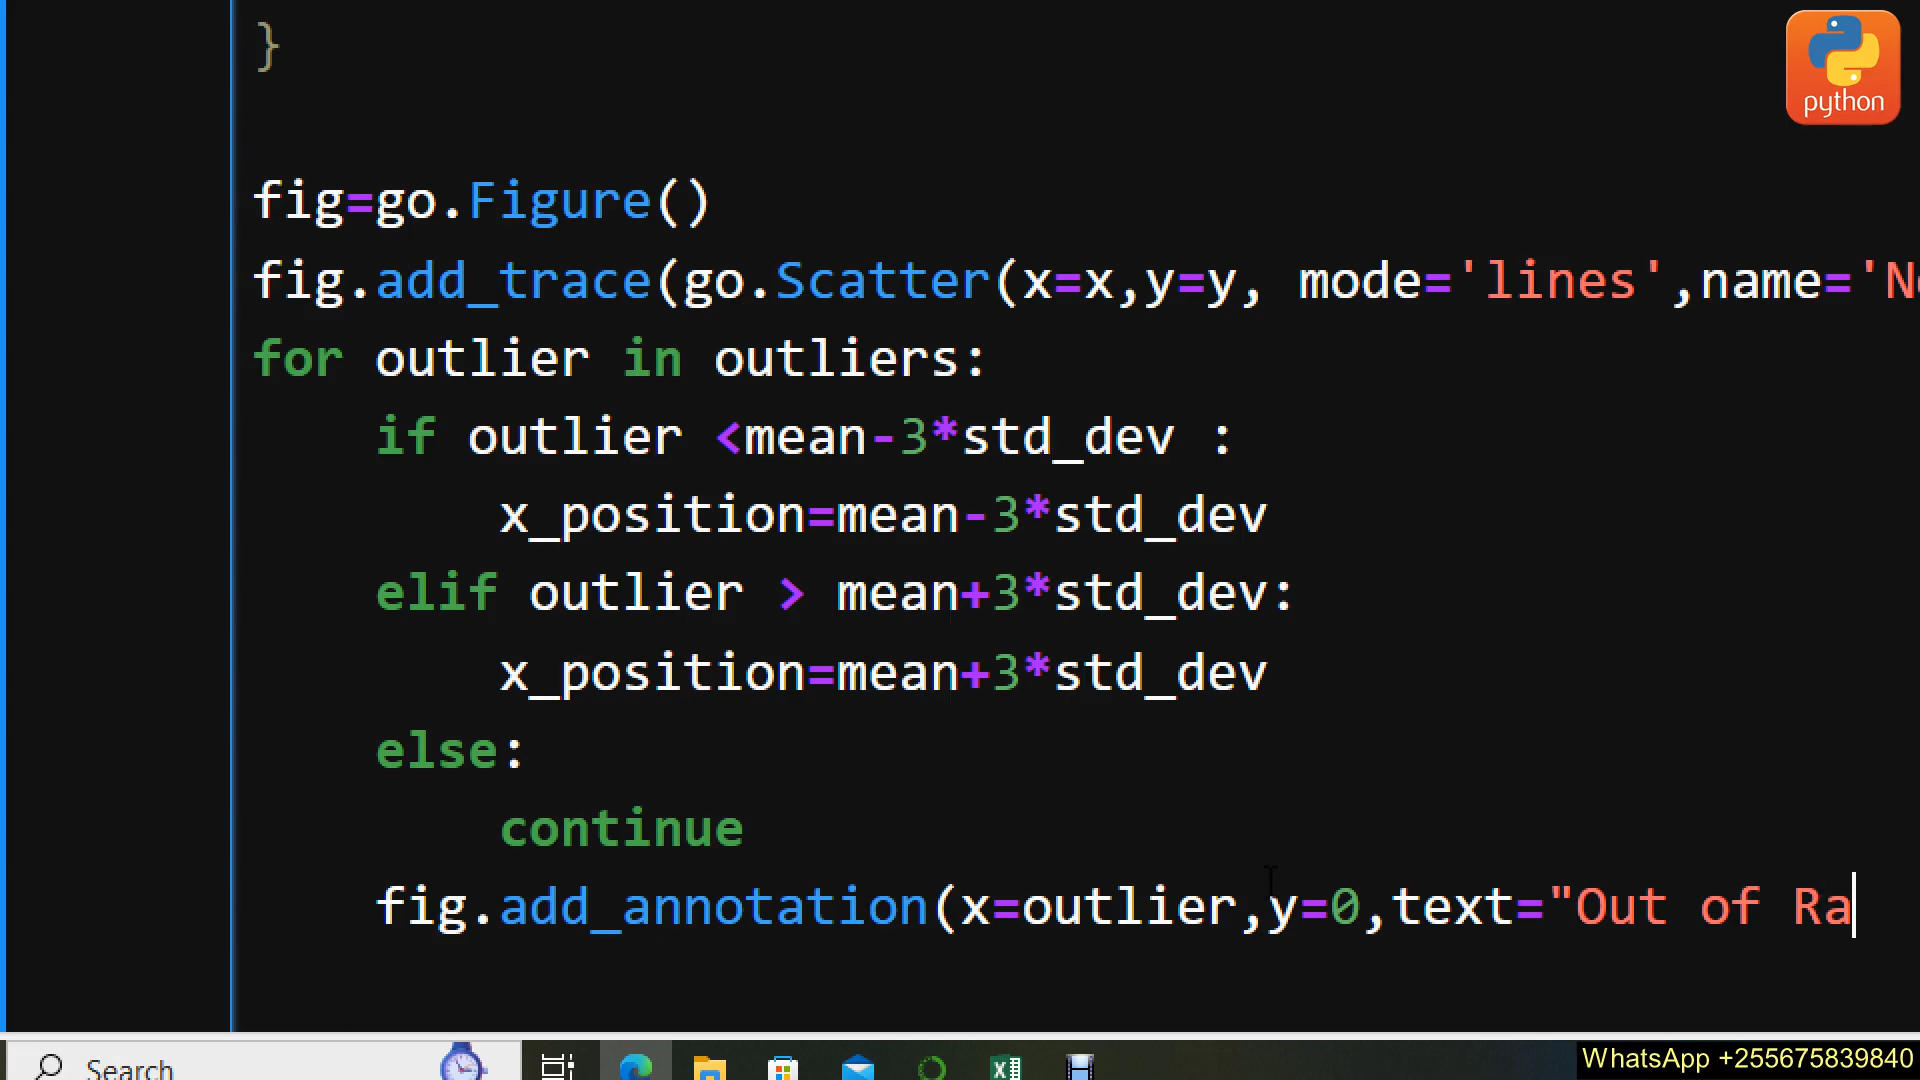 }
python
fig=go.Figure()
fig.add_trace(go.Scatter(x=x,y=y, mode='lines',name='N
for outlier in outliers:
    if outlier <mean-3*std_dev :
        x_position=mean-3*std_dev
    elif outlier > mean+3*std_dev:
        x_position=mean+3*std_dev
    else:
        continue
    fig.add_annotation(x=outlier,y=0,text="Out of Ra
Search
WhatsApp +255675839840